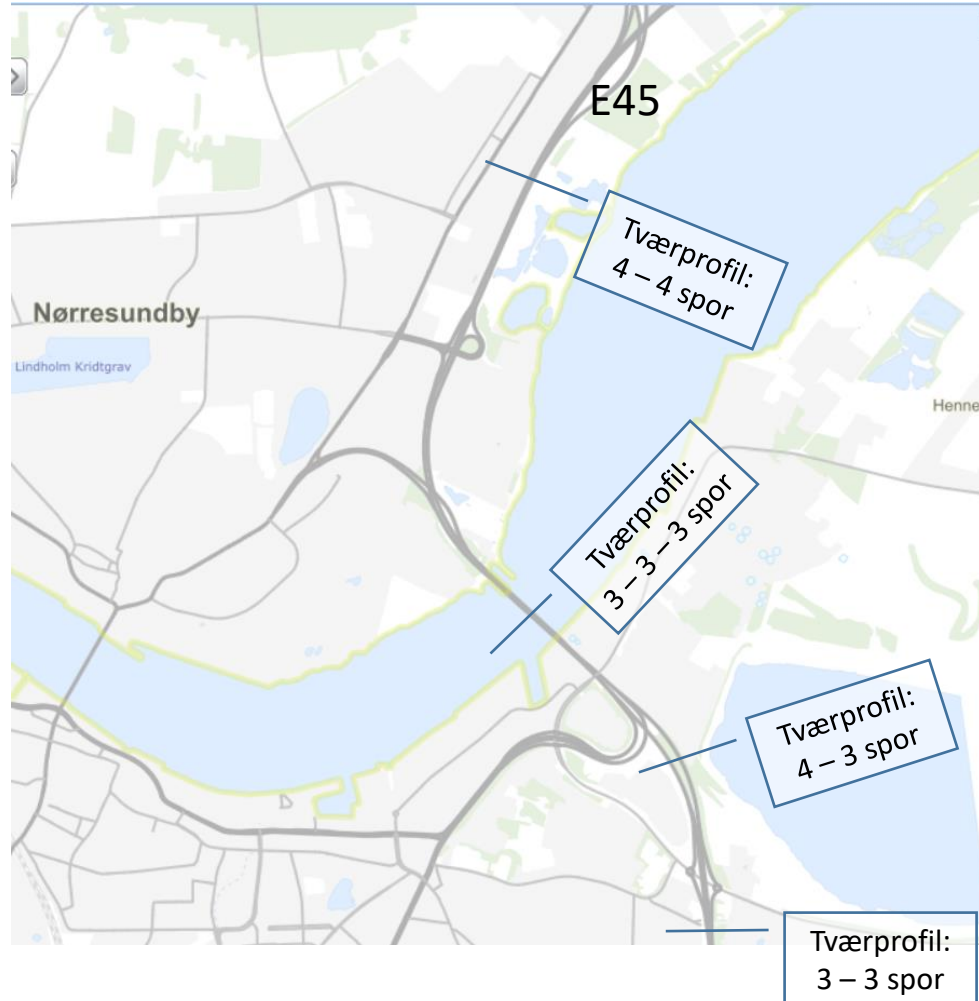 E45
Tværprofil:
4 – 4 spor
Nørresundby
Lindholm Kridtgrav
Henne
Tværprofil:
3 – 3 – 3 spor
Tværprofil:
4 – 3 spor
Tværprofil:
3 – 3 spor